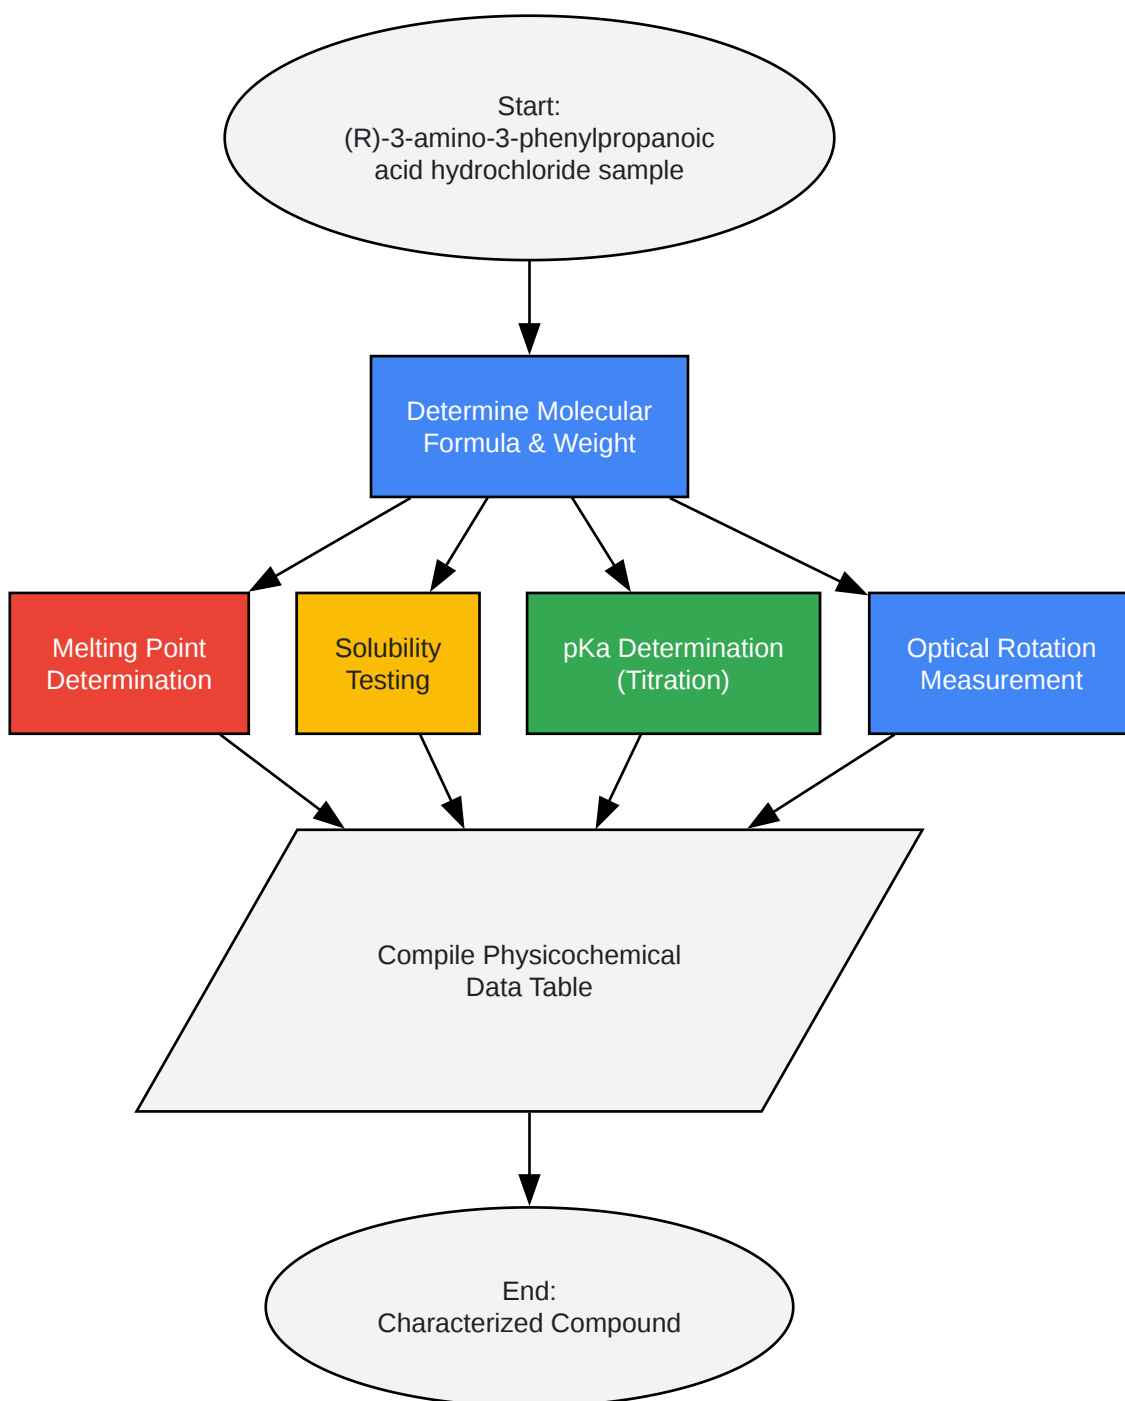 Start:
(R)-3-amino-3-phenylpropanoic
acid hydrochloride sample
Determine Molecular
Formula & Weight
Melting Point
Determination
Solubility
Testing
pKa Determination
(Titration)
Optical Rotation
Measurement
Compile Physicochemical
Data Table
End:
Characterized Compound